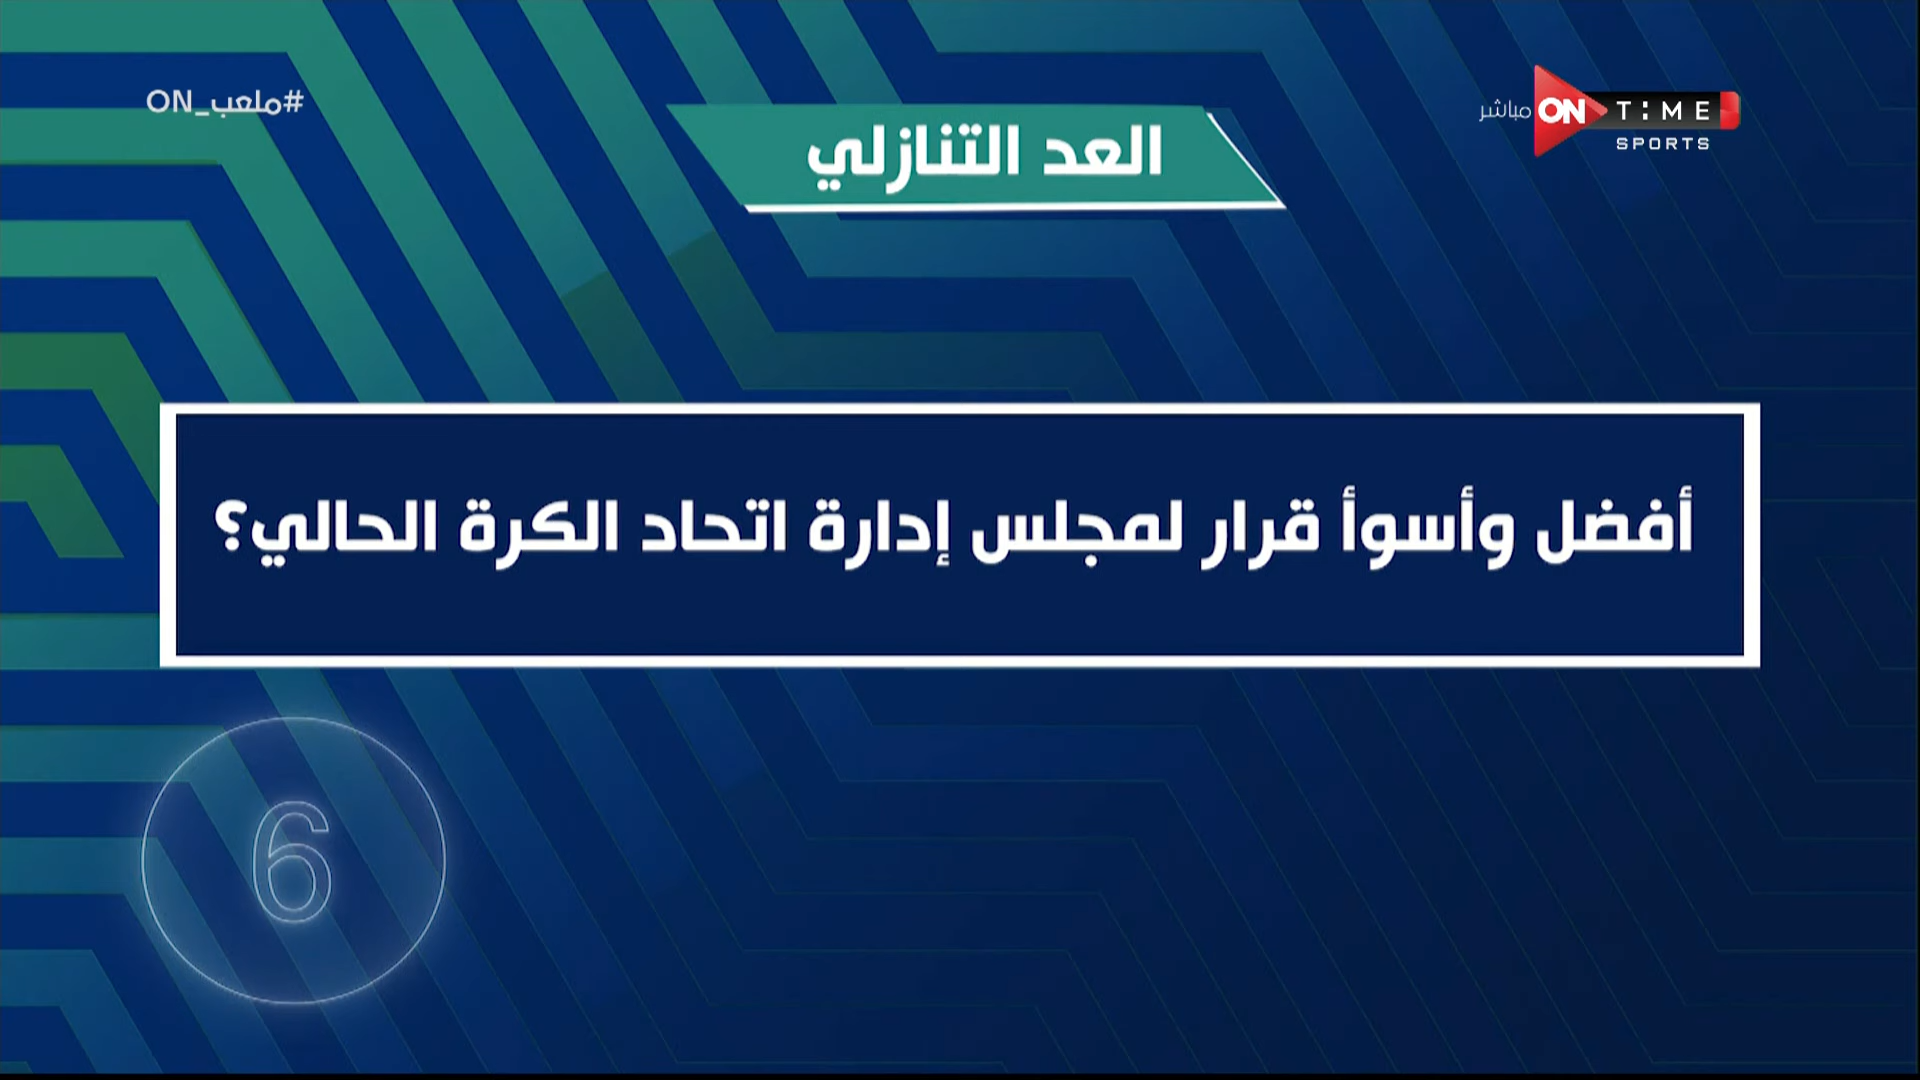 #ملعب_ON
مباشر ON TIME
SPORTS
العد التنازلي
أفضل وأسوأ قرار لمجلس إدارة اتحاد الكرة الحالي؟
6